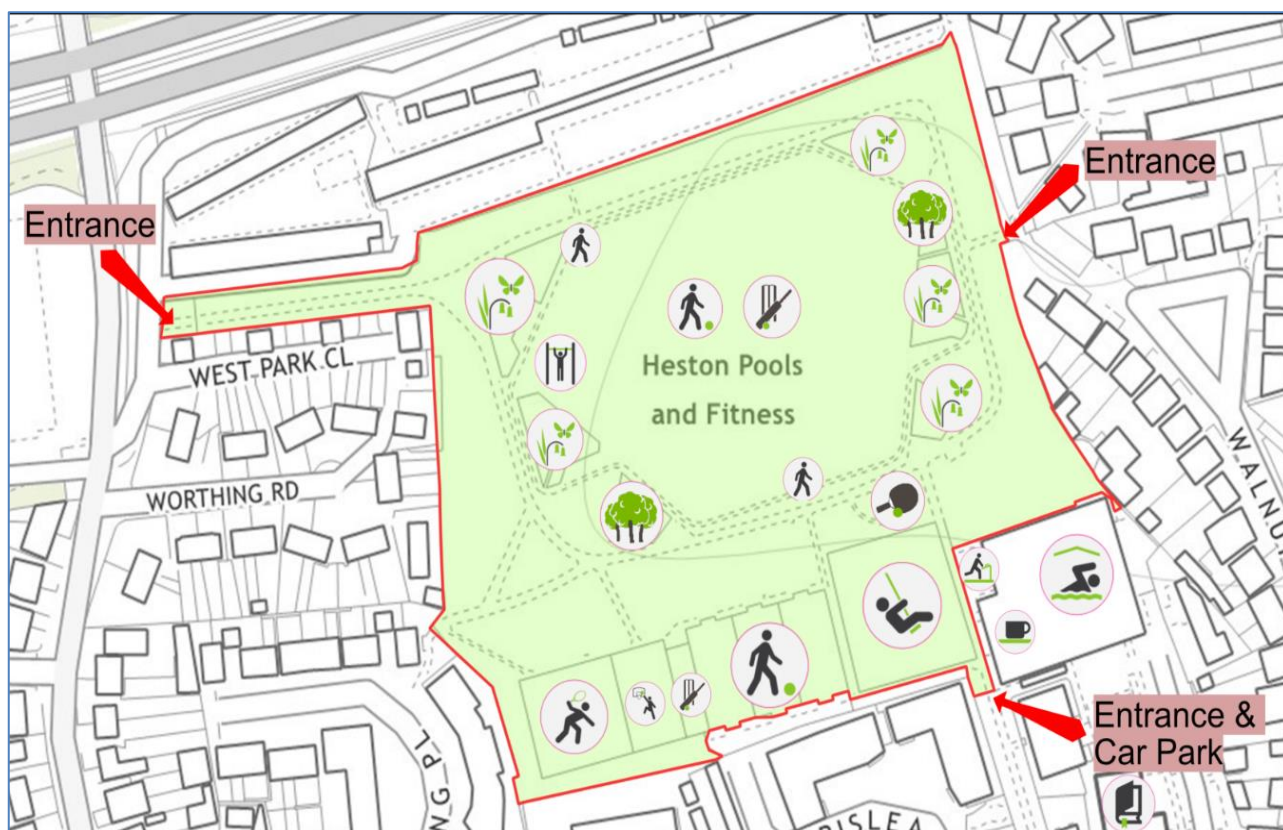 Entrance
Entrance
WEST PARK CL
Heston Pools
and Fitness
WORTHING RD
Entrance &
Car Park